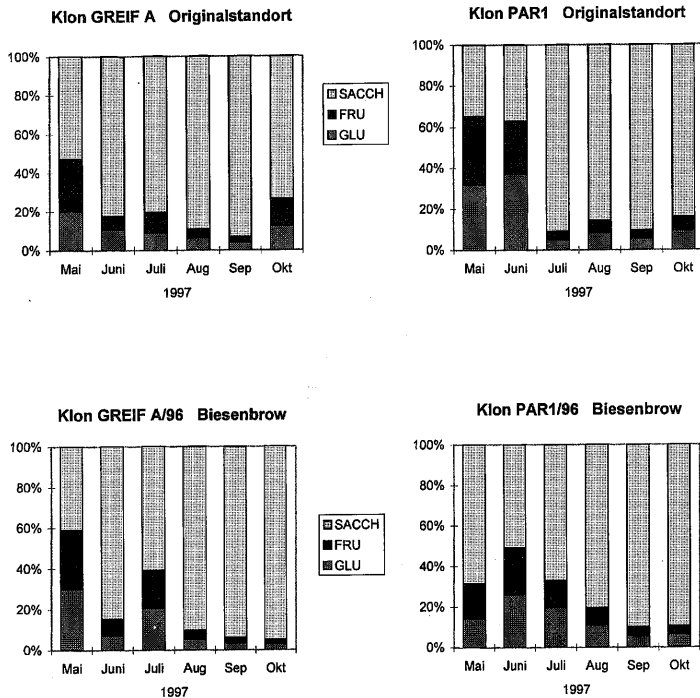 Klon GREIF A Originalstandort
100%
80%
60%
40%
20%
0%
Mai Juni Juli Aug Sep Okt
1997
SACCH
FRU
GLU
Klon PAR1 Originalstandort
100%
80%
60%
40%
20%
0%
Mai Juni Juli Aug Sep Okt
1997
Klon GREIF A/96 Biesenbrow
100%
80%
60%
40%
20%
0%
Mai Juni Juli Aug Sep Okt
1997
SACCH
FRU
GLU
Klon PAR1/96 Biesenbrow
100%
80%
60%
40%
20%
0%
Mai Juni Juli Aug Sep Okt
1997